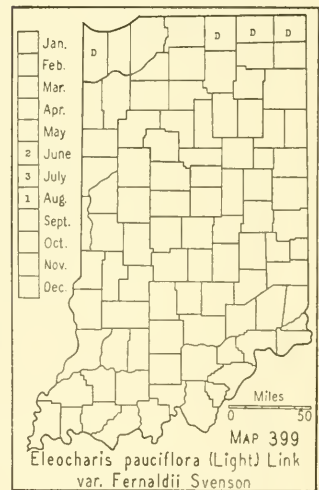 Jan.
D D D D
Feb.
Mar.
Apr.
May
2 June
3 July
1 Aug.
Sept.
Oct.
Nov.
Dec.
Miles
0 50
MAP 399
Eleocharis pauciflora (Light) Link
var. Fernaldii Svenson